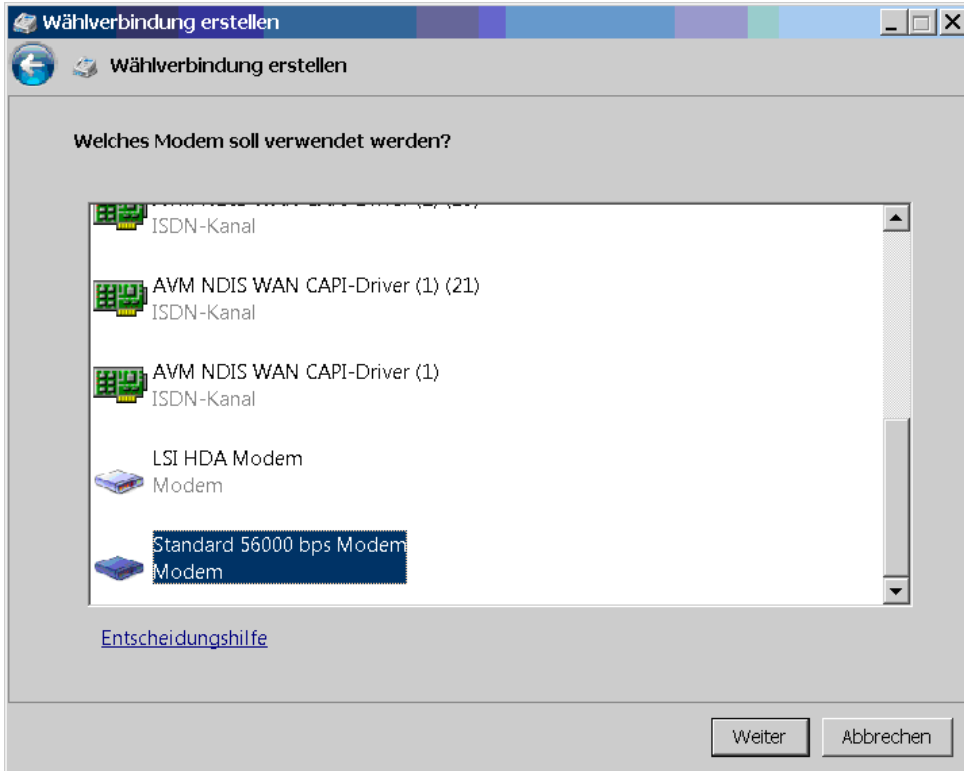 Wählverbindung erstellen
Wählverbindung erstellen
Welches Modem soll verwendet werden?
ISDN-Kanal
AVM NDIS WAN CAPI-Driver (1) (21)
ISDN-Kanal
AVM NDIS WAN CAPI-Driver (1)
ISDN-Kanal
LSI HDA Modem
Modem
Standard 56000 bps Modem
Modem
Entscheidungshilfe
Weiter
Abbrechen